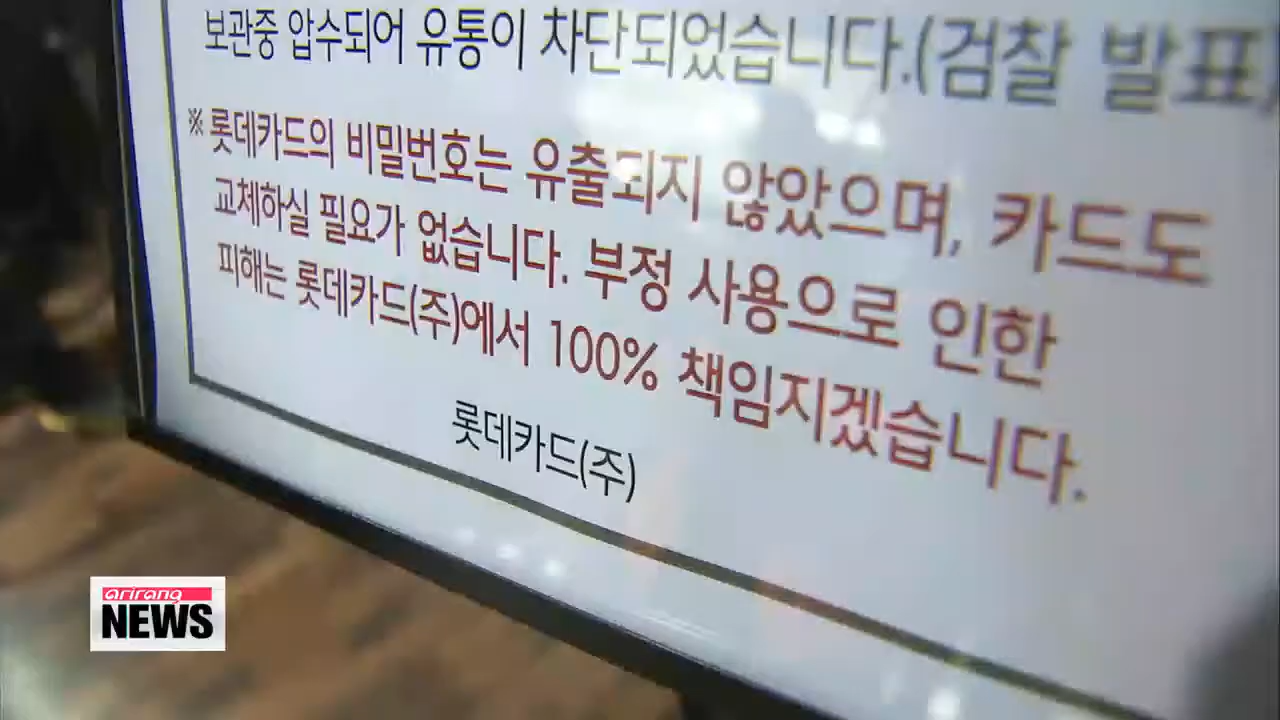 보관중 압수되어 유통이 차단되었습니다.(검찰 발표)
※ 롯데카드의 비밀번호는 유출되지 않았으며, 카드도
교체하실 필요가 없습니다. 부정 사용으로 인한
피해는 롯데카드(주)에서 100% 책임지겠습니다.
롯데카드(주)
arirang
NEWS